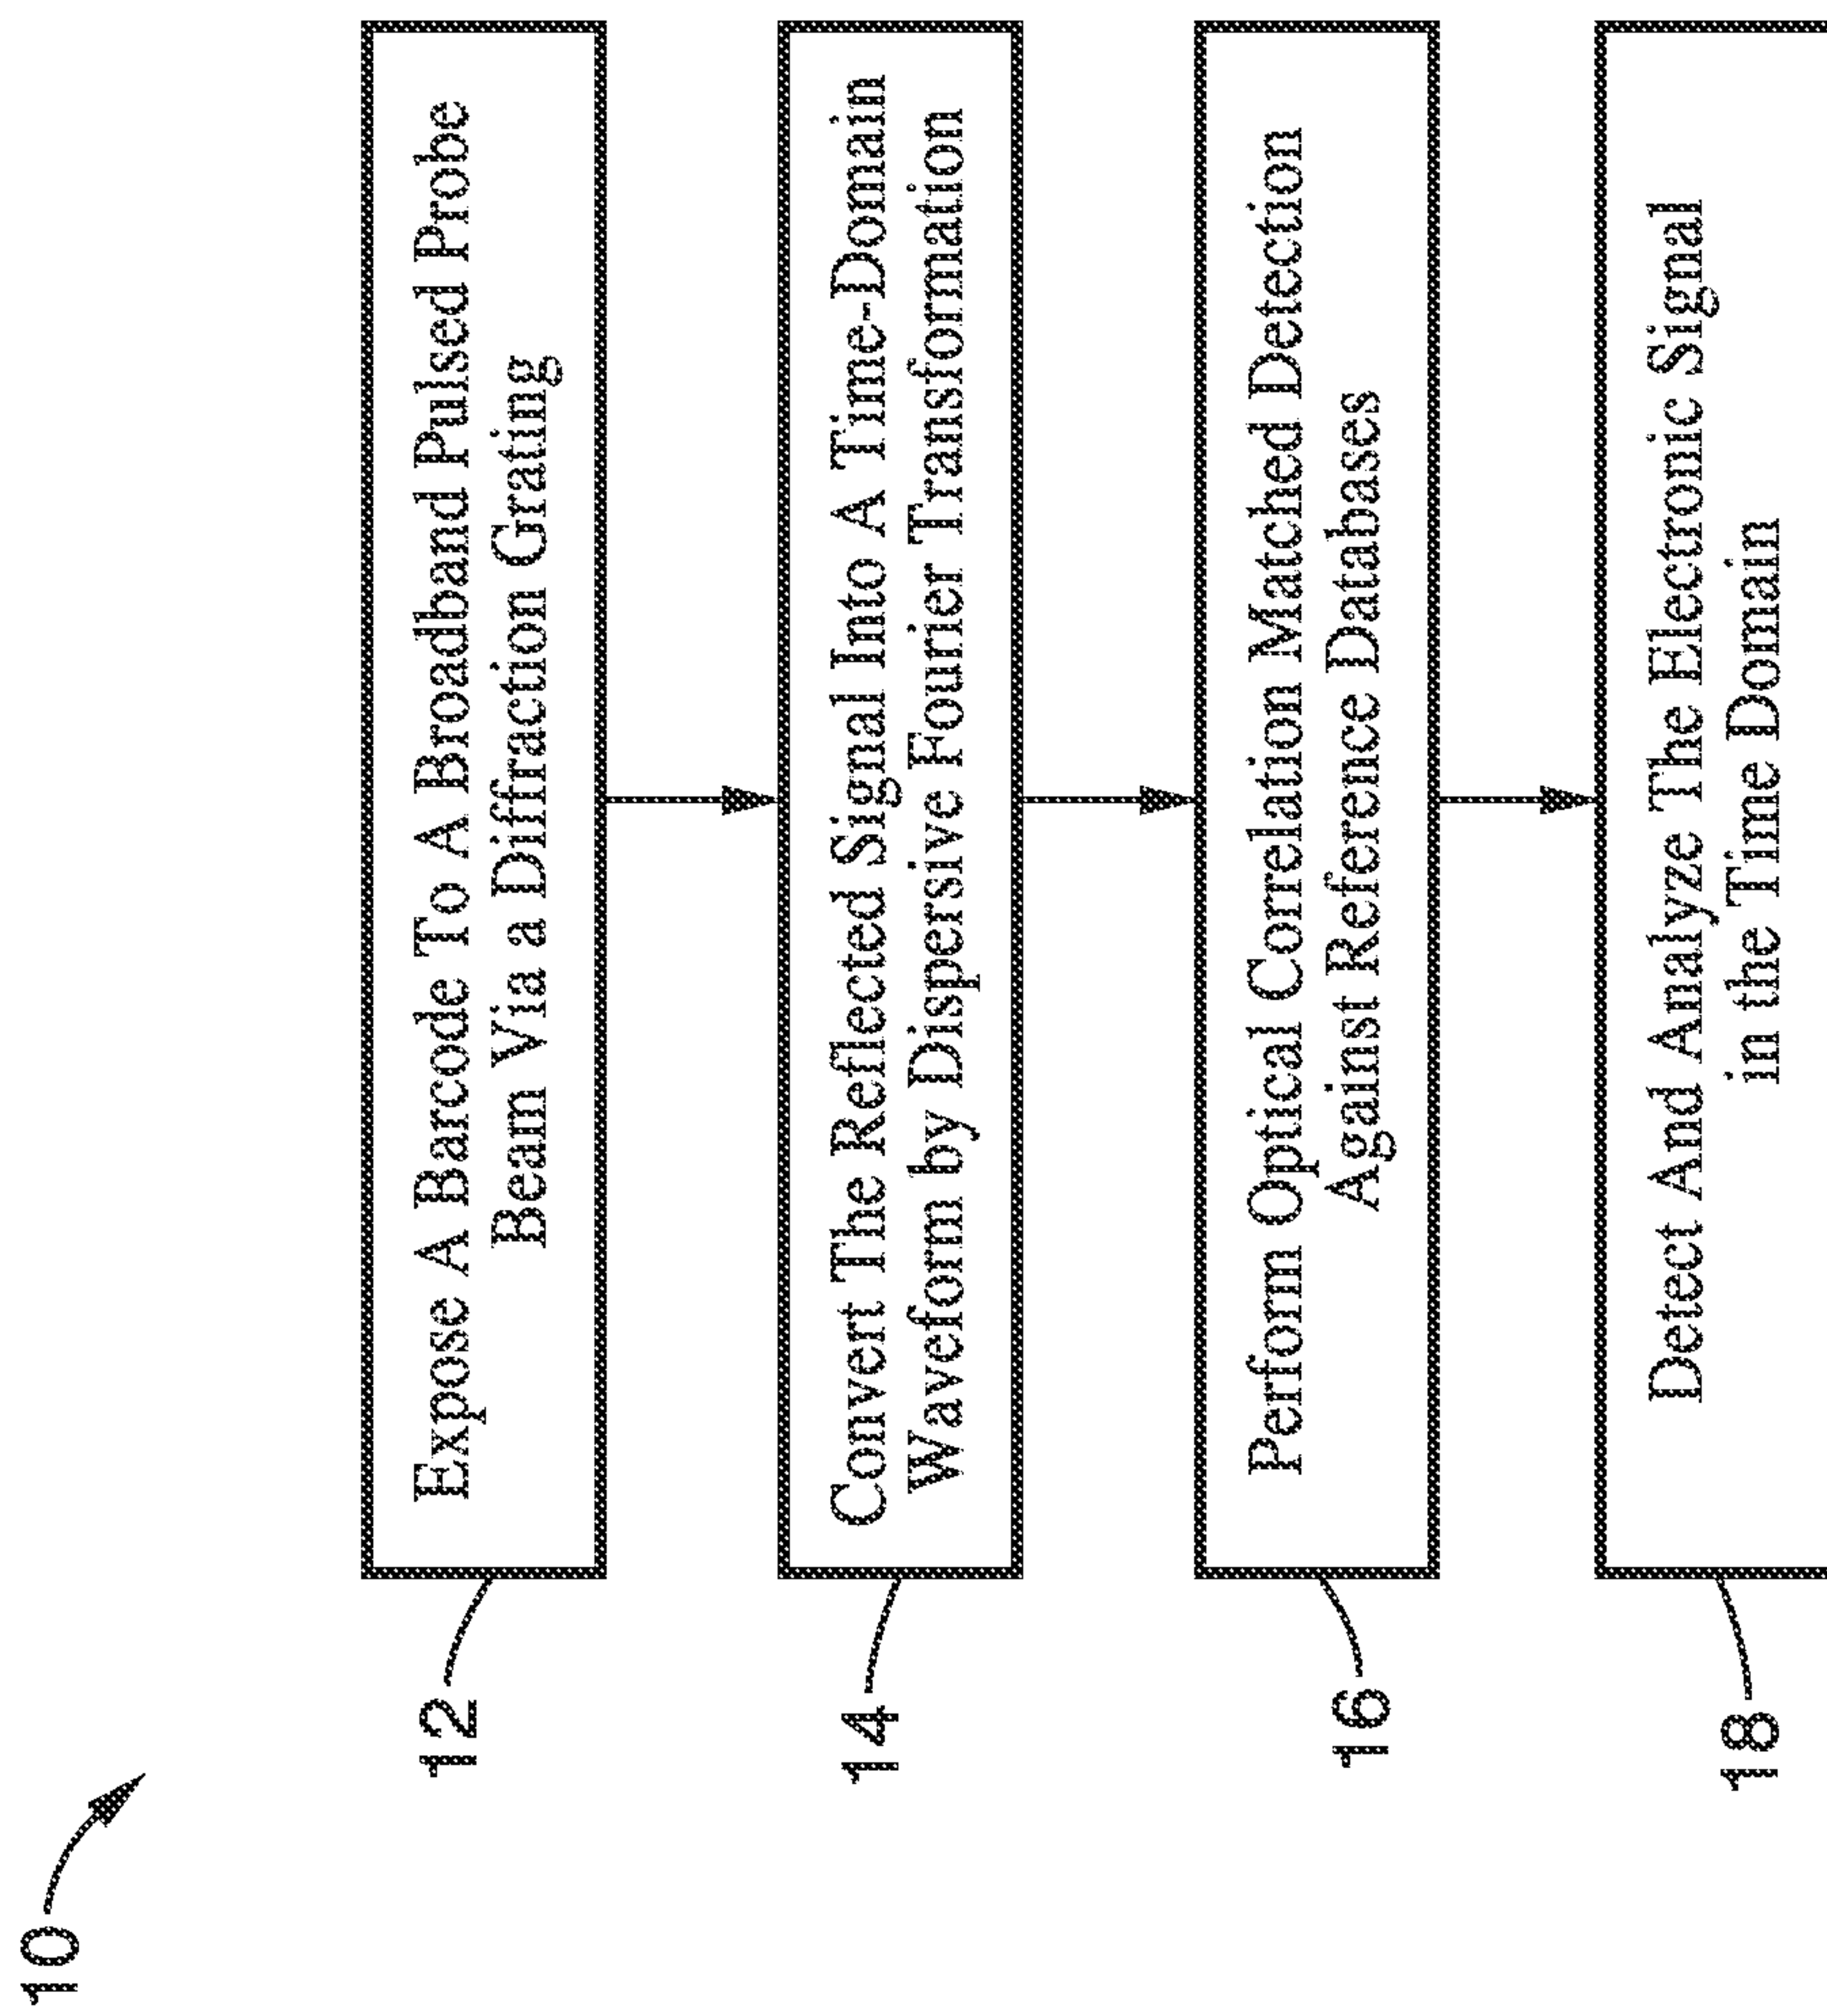 10
12
Expose A Barcode To A Broadband Pulsed Probe
Beam Via a Diffraction Grating
14
Convert The Reflected Signal Into A Time-Domain
Waveform by Dispersive Fourier Transformation
16
Perform Optical Correlation Matched Detection
Against Reference Databases
18
Detect And Analyze The Electronic Signal
in the Time Domain